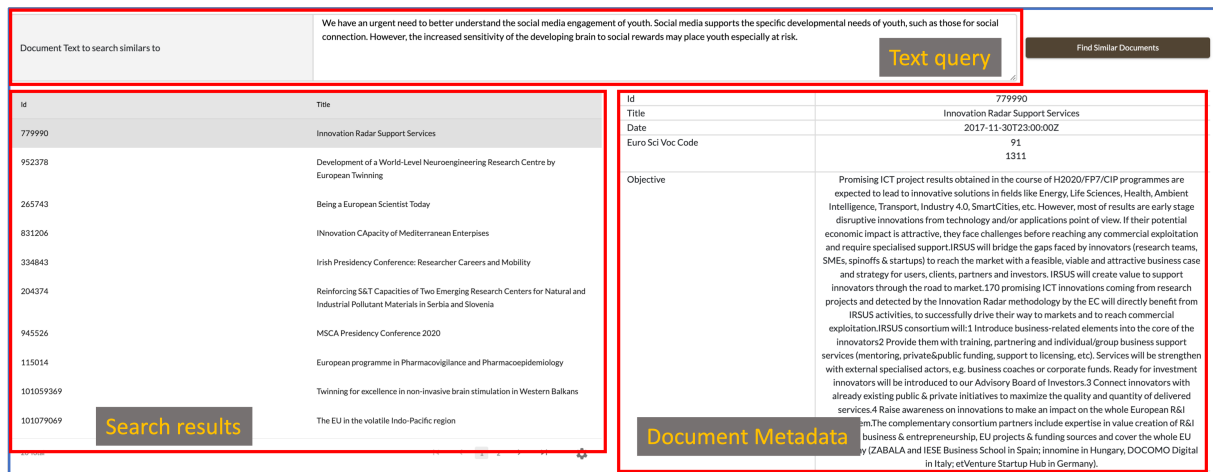 Document Text to search similars to
We have an urgent need to better understand the social media engagement of youth. Social media supports the specific developmental needs of youth, such as those for social
connection. However, the increased sensitivity of the developing brain to social rewards may place youth especially at risk.
Text query
Find Similar Documents
Id Title
779990 Innovation Radar Support Services
952378 Development of a World-Level Neuroengineering Research Centre by
European Twinning
265743 Being a European Scientist Today
831206 INnovation CApacity of Mediterranean Enterpises
334843 Irish Presidency Conference: Researcher Careers and Mobility
204374 Reinforcing S&T Capacities of Two Emerging Research Centers for Natural and
Industrial Pollutant Materials in Serbia and Slovenia
945526 MSCA Presidency Conference 2020
115014 European programme in Pharmacovigilance and Pharmacoepidemiology
101059369 Twinning for excellence in non-invasive brain stimulation in Western Balkans
101079069 The EU in the volatile Indo-Pacific region
Search results
1 2
Id 779990
Title Innovation Radar Support Services
Date 2017-11-30T23:00:00Z
Euro Sci Voc Code 91
1311
Objective Promising ICT project results obtained in the course of H2020/FP7/CIP programmes are
expected to lead to innovative solutions in fields like Energy, Life Sciences, Health, Ambient
Intelligence, Transport, Industry 4.0, SmartCities, etc. However, most of results are early stage
disruptive innovations from technology and/or applications point of view. If their potential
economic impact is attractive, they face challenges before reaching any commercial exploitation
and require specialised support.IRSUS will bridge the gaps faced by innovators (research teams,
SMEs, spinoffs & startups) to reach the market with a feasible, viable and attractive business case
and strategy for users, clients, partners and investors. IRSUS will create value to support
innovators through the road to market.170 promising ICT innovations coming from research
projects and detected by the Innovation Radar methodology by the EC will directly benefit from
IRSUS activities, to successfully drive their way to markets and to reach commercial
exploitation.IRSUS consortium will:1 Introduce business-related elements into the core of the
innovators2 Provide them with training, partnering and individual/group business support
services (mentoring, private&public funding, support to licensing, etc). Services will be strengthen
with external specialised actors, e.g. business coaches or corporate funds. Ready for investment
innovators will be introduced to our Advisory Board of Investors.3 Connect innovators with
already existing public & private initiatives to maximize the quality and quantity of delivered
services.4 Raise awareness on innovations to make an impact on the whole European R&I
em.The complementary consortium partners include expertise in value creation of R&I
business & entrepreneurship, EU projects & funding sources and cover the whole EU
by (ZABALA and IESE Business School in Spain; innomine in Hungary, DOCOMO Digital
in Italy; etVenture Startup Hub in Germany).
Document Metadata